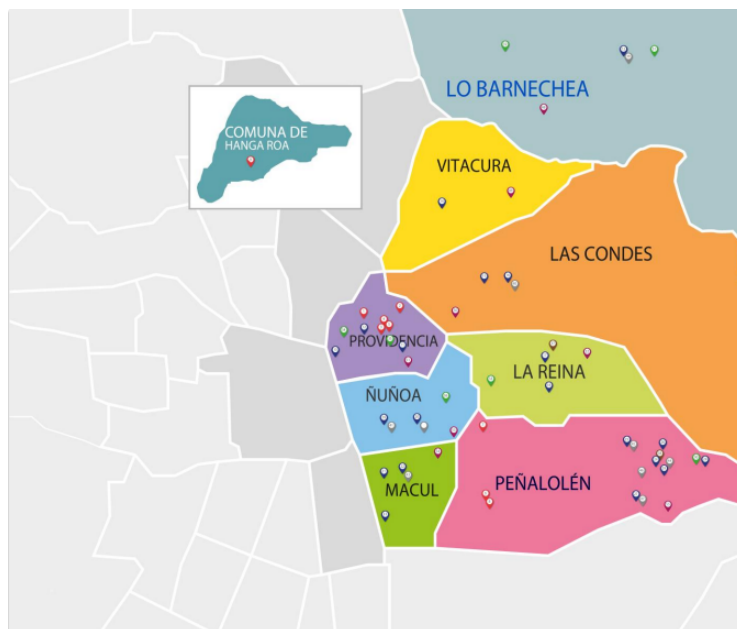 LO BARNECHEA
COMUNA DE
HANGA ROA
VITACURA
LAS CONDES
PROVIDENCIA
LA REINA
ÑUÑOA
PEÑALOLÉN
MACUL